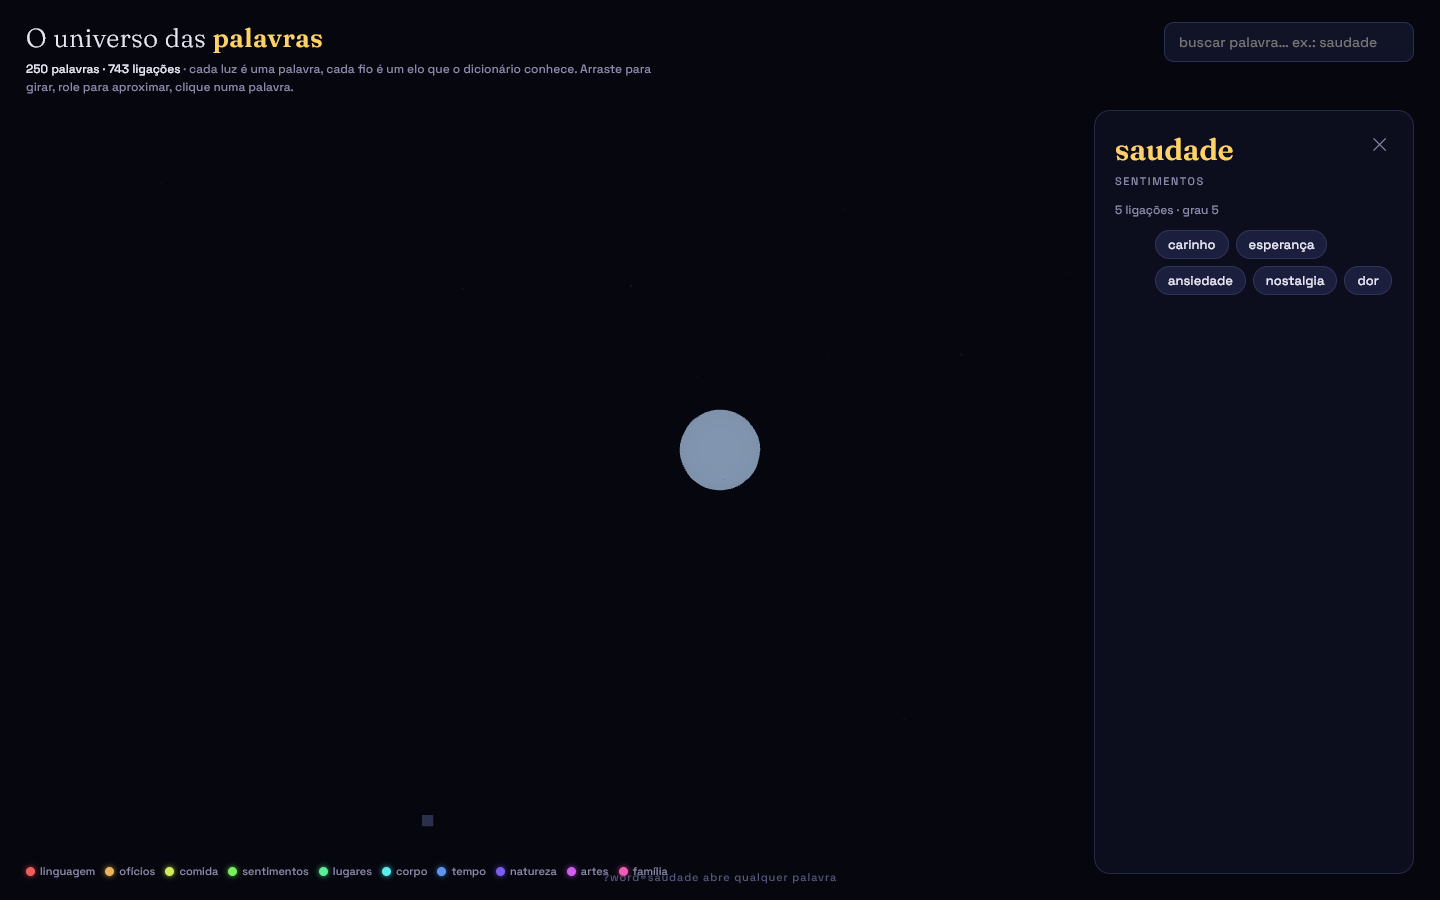 O universo das palavras
250 palavras · 743 ligações · cada luz é uma palavra, cada fio é um elo que o dicionário conhece. Arraste para
girar, role para aproximar, clique numa palavra.
buscar palavra... ex.: saudade
saudade
SENTIMENTOS
5 ligações · grau 5
carinho esperança
ansiedade nostalgia dor
linguagem ofícios comida sentimentos lugares corpo tempo natureza artes família
?word=saudade abre qualquer palavra